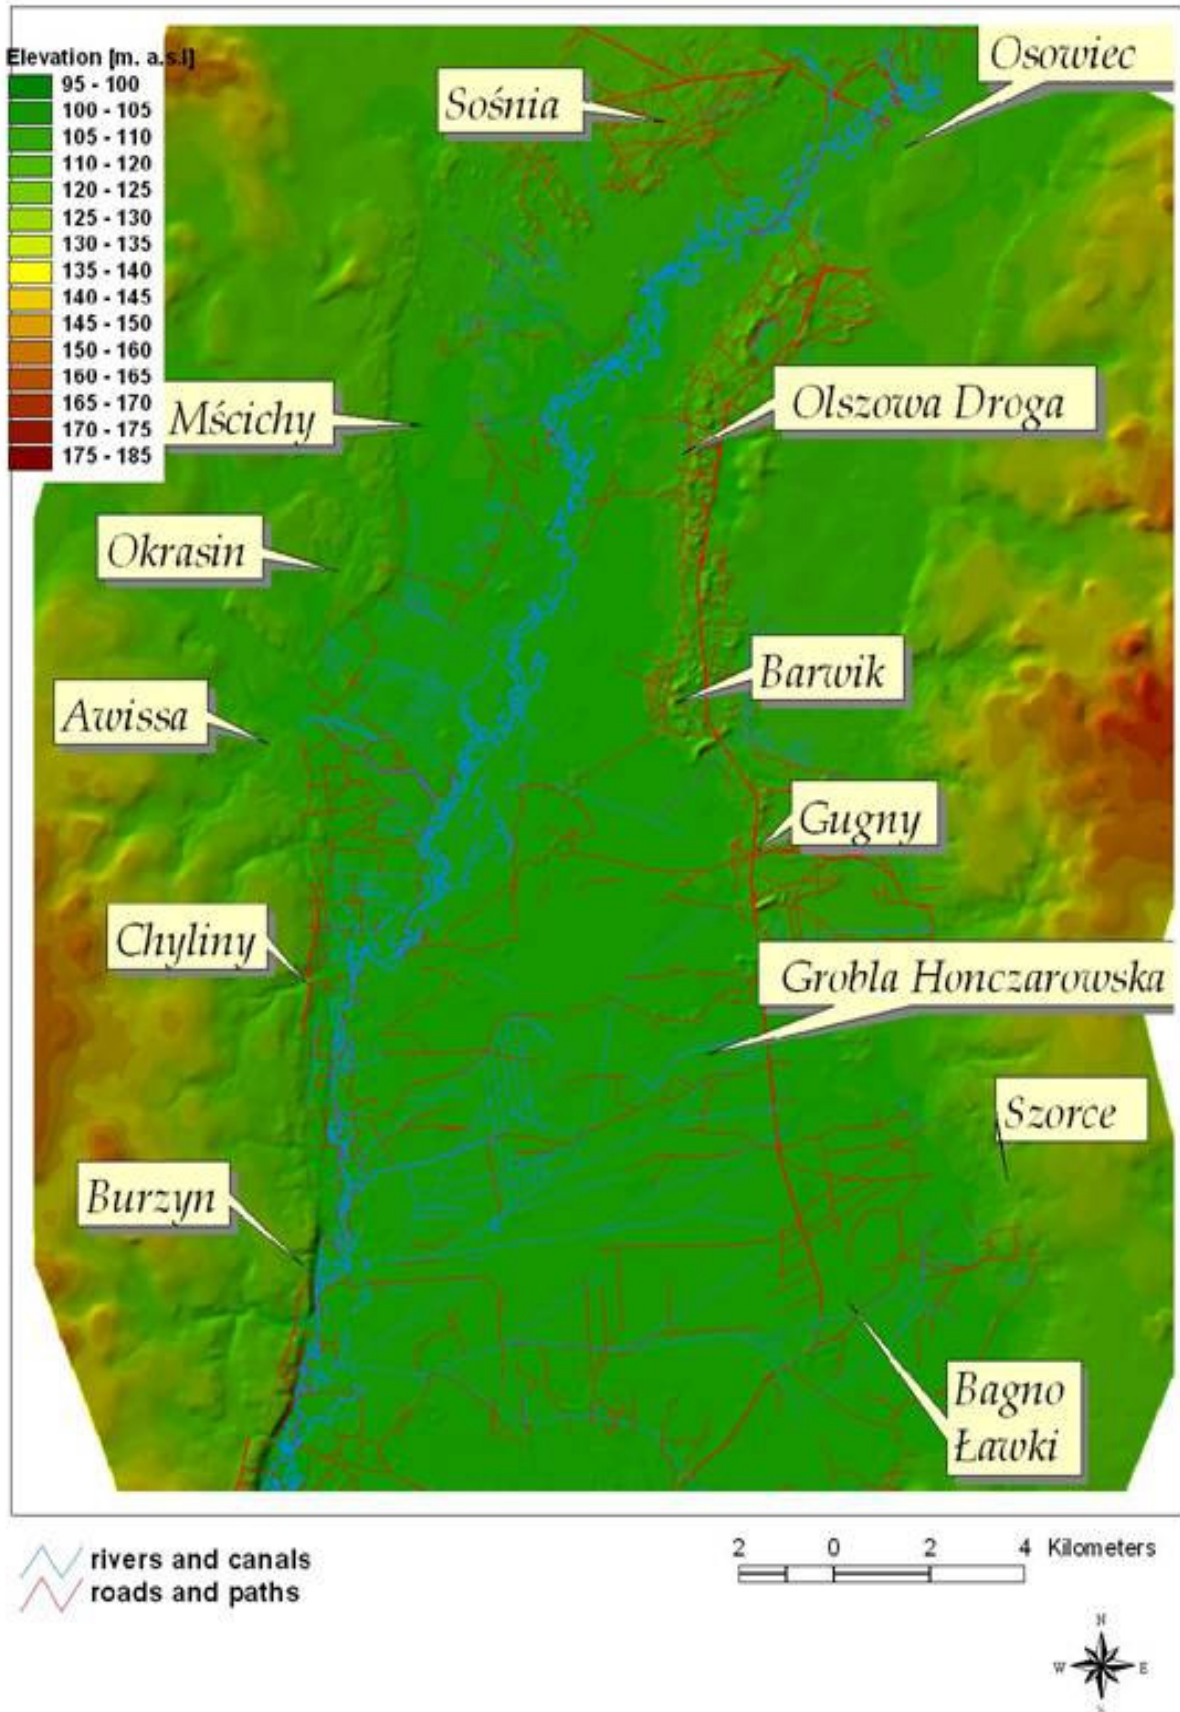 Elevation [m. a.s.l]
95 - 100
100 - 105
105 - 110
110 - 120
120 - 125
125 - 130
130 - 135
135 - 140
140 - 145
145 - 150
150 - 160
160 - 165
165 - 170
170 - 175
175 - 185
Osowiec
Sośnia
Mścichy
Olszowa Droga
Okrasin
Barwik
Awissa
Gugny
Chyliny
Grobla Honczarowska
Szorce
Burzyn
Bagno
Ławki
rivers and canals
roads and paths
2 0 2 4 Kilometers
N
W E
S